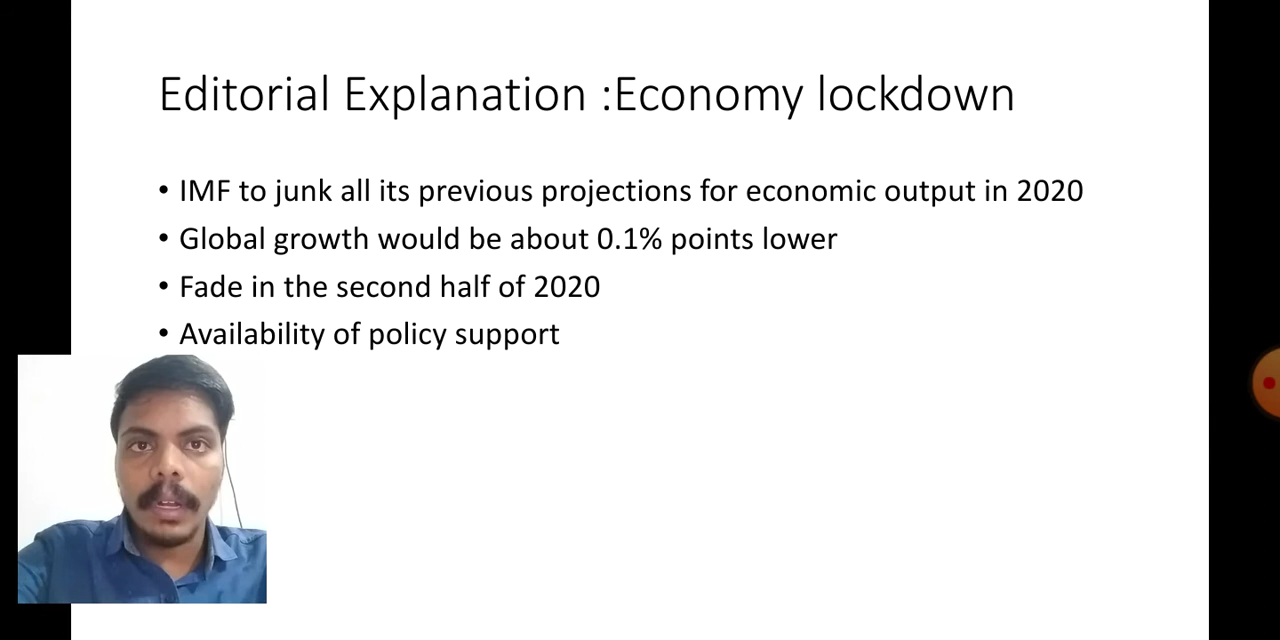 Editorial Explanation :Economy lockdown
• IMF to junk all its previous projections for economic output in 2020
• Global growth would be about 0.1% points lower
• Fade in the second half of 2020
• Availability of policy support